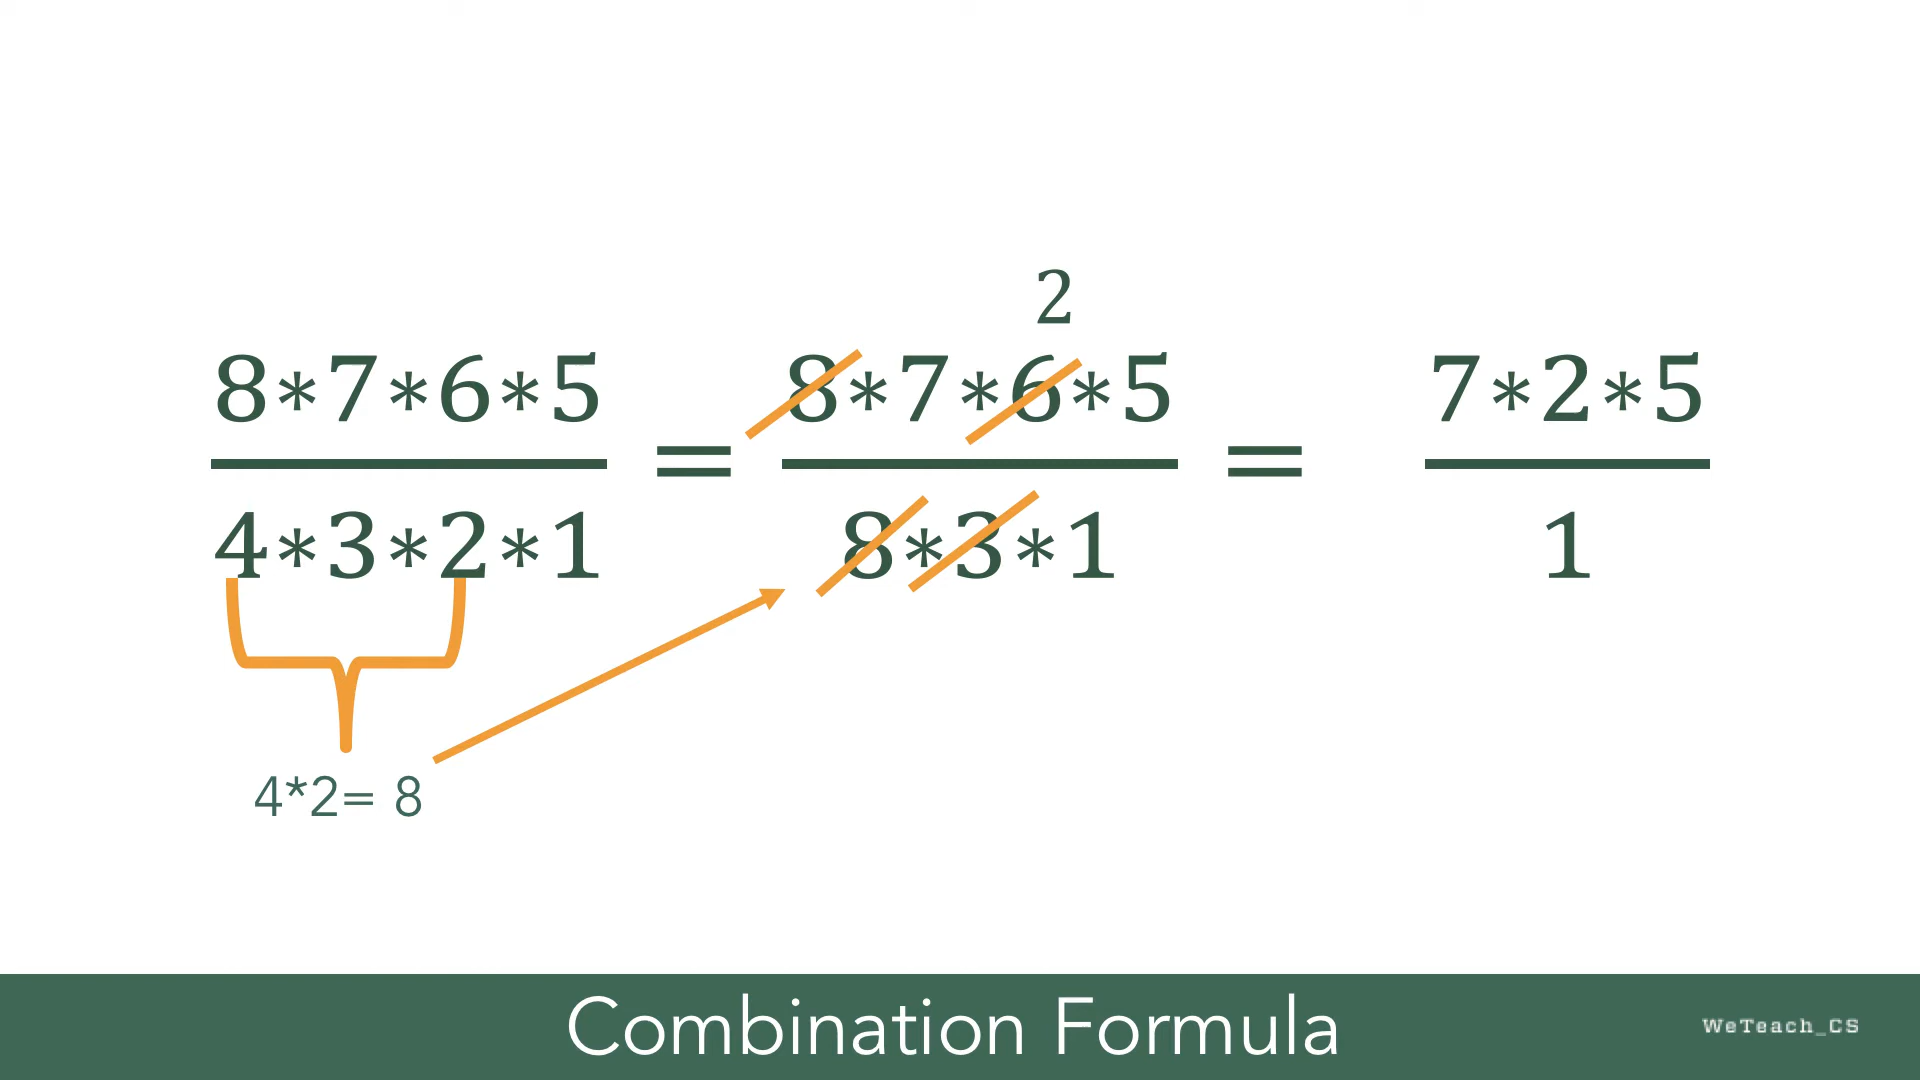 2
8*7*6*5 = 8*7*6*5 = 7*2*5
4*3*2*1 8*3*1 1
4*2= 8
Combination Formula
WeTeach_CS